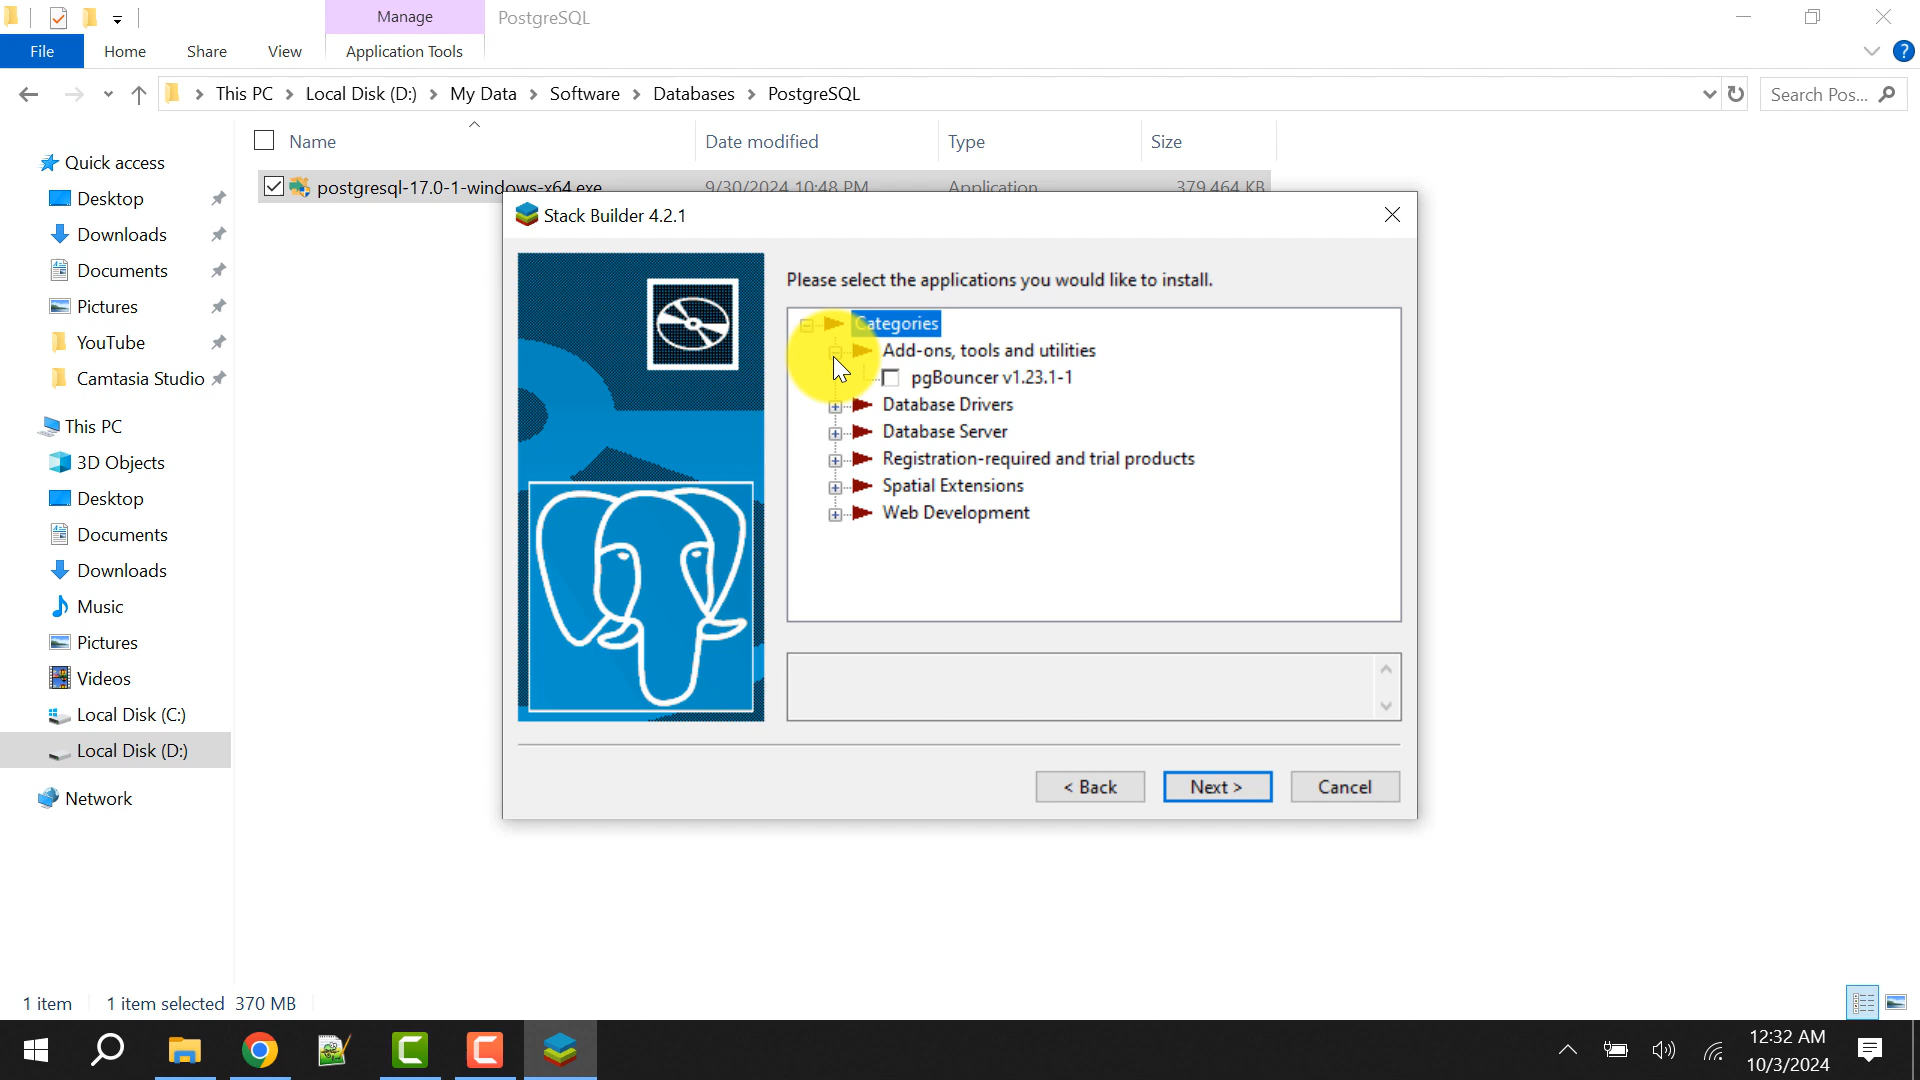 Manage
PostgreSQL
File
Home
Share
View
Application Tools
This PC
Local Disk (D:)
My Data
Software
Databases
PostgreSQL
Search Pos...
Name
Date modified
Type
Size
postgresql-17.0-1-windows-x64.exe
9/30/2024 10:48 PM
Application
379,464 KB
Quick access
Desktop
Downloads
Documents
Pictures
YouTube
Camtasia Studio
This PC
3D Objects
Desktop
Documents
Downloads
Music
Pictures
Videos
Local Disk (C:)
Local Disk (D:)
Network
Stack Builder 4.2.1
Please select the applications you would like to install.
Categories
Add-ons, tools and utilities
pgBouncer v1.23.1-1
Database Drivers
Database Server
Registration-required and trial products
Spatial Extensions
Web Development
< Back
Next >
Cancel
1 item
1 item selected 370 MB
12:32 AM
10/3/2024